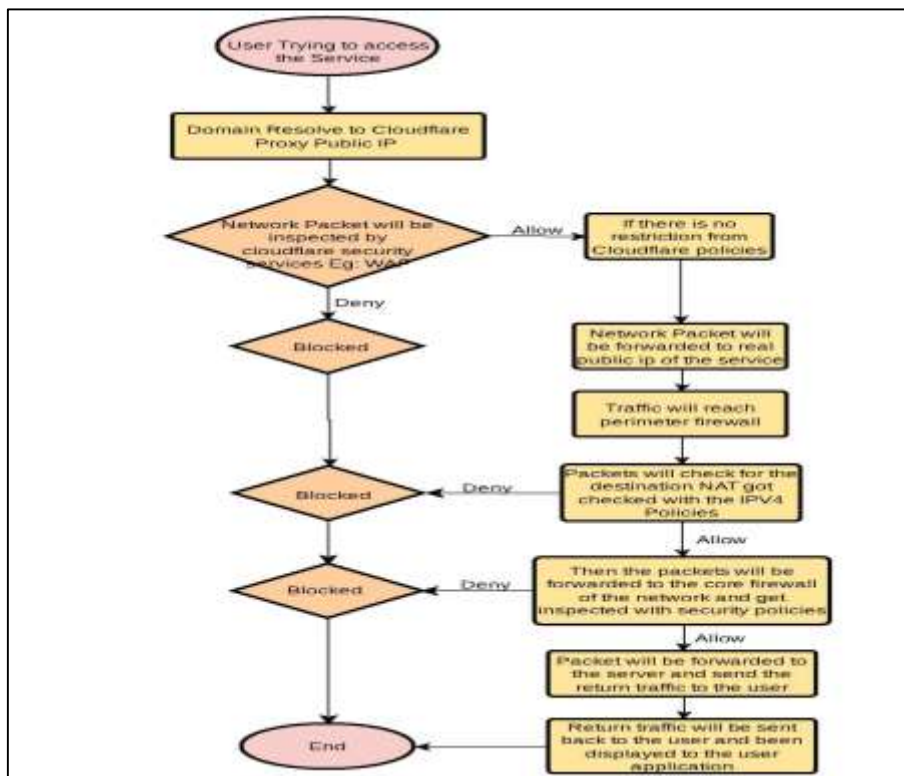 User Trying to access
the Service
Domain Resolve to Cloudflare
Proxy Public IP
Network Packet will be
inspected by
cloudflare security
services Eg: WAF
Allow
If there is no
restriction from
Cloudflare policies
Deny
Blocked
Network Packet will
be forwarded to real
public ip of the service
Traffic will reach
perimeter firewall
Packets will check for the
destination NAT got
checked with the IPV4
Policies
Deny
Blocked
Allow
Then the packets will be
forwarded to the core firewall
of the network and get
inspected with security policies
Deny
Blocked
Allow
Packet will be forwarded to
the server and send the
return traffic to the user
Return traffic will be sent
back to the user and been
displayed to the user
application
End